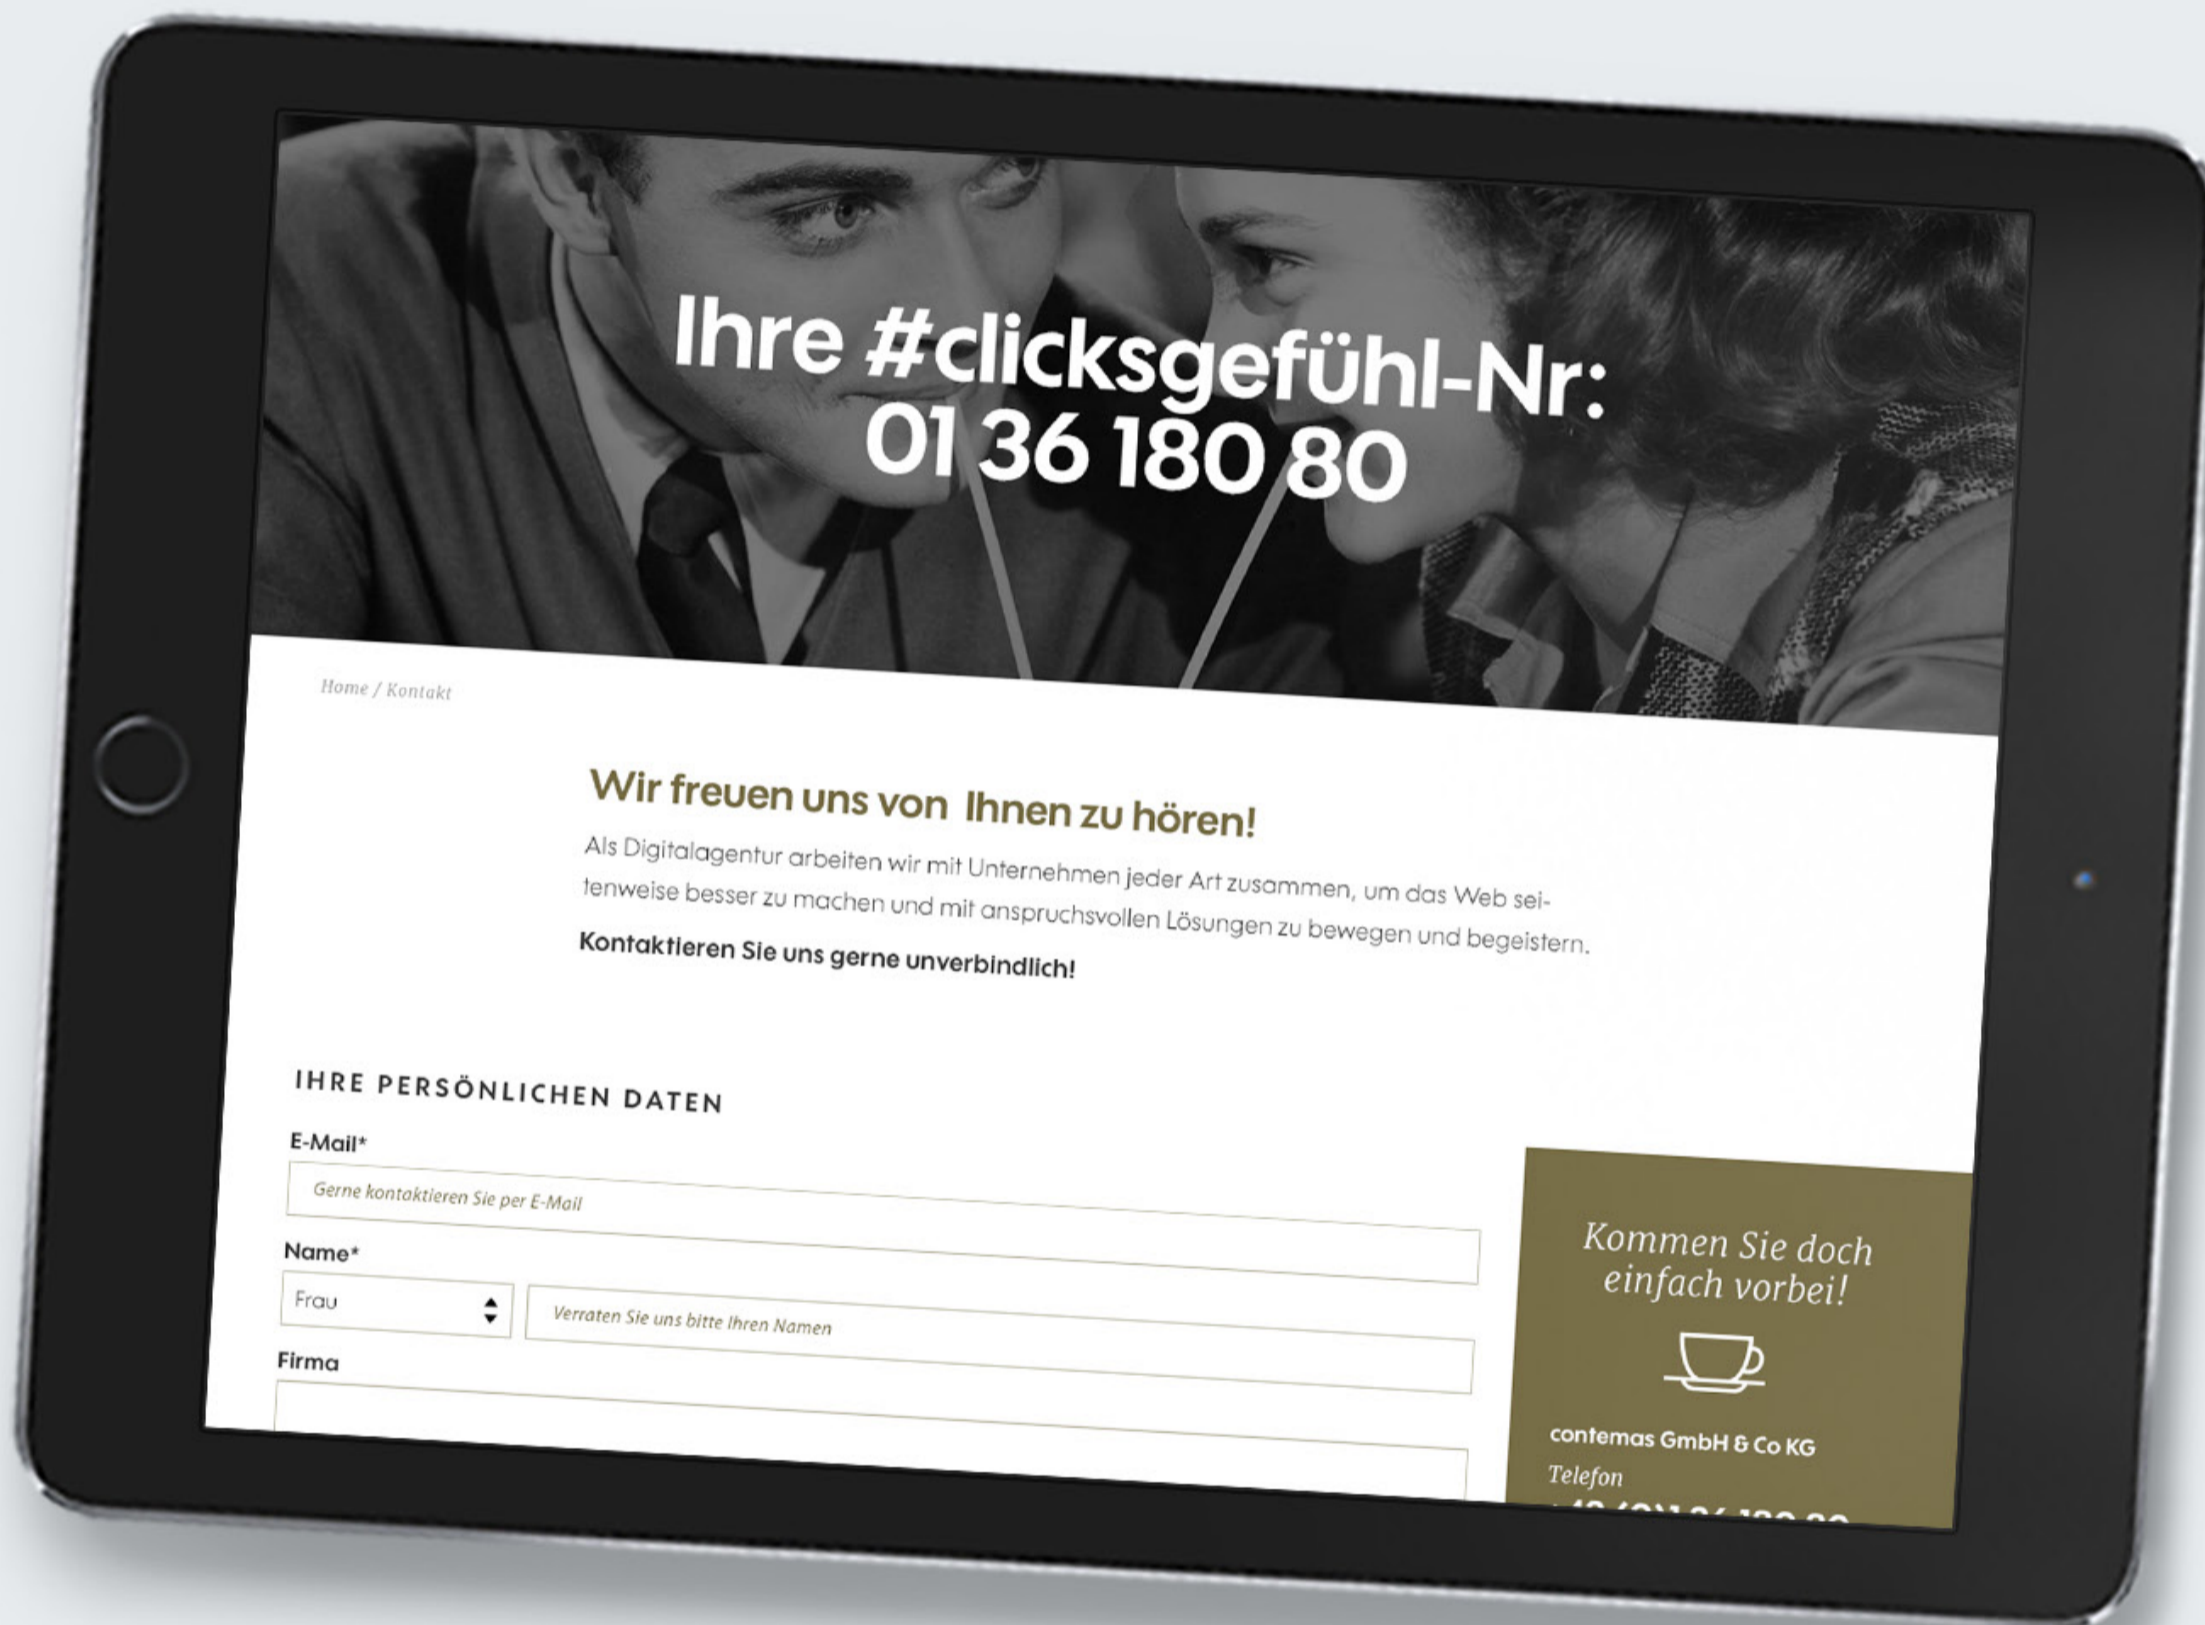 Ihre #clicksgefühl-Nr:
01 36 180 80
Home / Kontakt
Wir freuen uns von Ihnen zu hören!
Als Digitalagentur arbeiten wir mit Unternehmen jeder Art zusammen, um das Web sei-
tenweise besser zu machen und mit anspruchsvollen Lösungen zu bewegen und begeistern.
Kontaktieren Sie uns gerne unverbindlich!
IHRE PERSÖNLICHEN DATEN
E-Mail*
Gerne kontaktieren Sie per E-Mail
Name*
Frau
Verraten Sie uns bitte Ihren Namen
Firma
Kommen Sie doch
einfach vorbei!
contemas GmbH & Co KG
Telefon